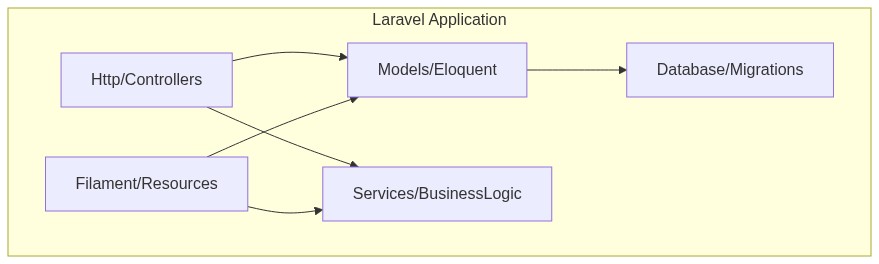 Laravel Application
Http/Controllers
Models/Eloquent
Database/Migrations
Filament/Resources
Services/BusinessLogic